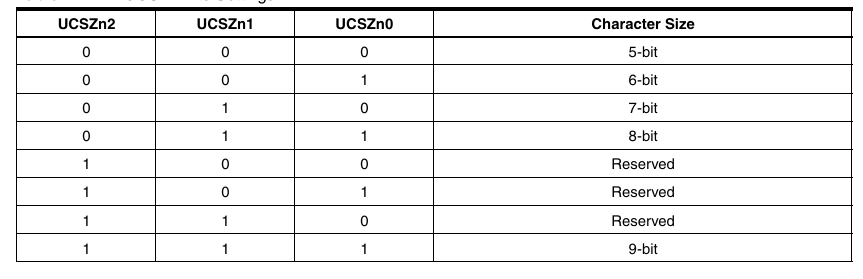 UCSZn2 UCSZn1 UCSZn0 Character Size
0 0 0 5-bit
0 0 1 6-bit
0 1 0 7-bit
0 1 1 8-bit
1 0 0 Reserved
1 0 1 Reserved
1 1 0 Reserved
1 1 1 9-bit